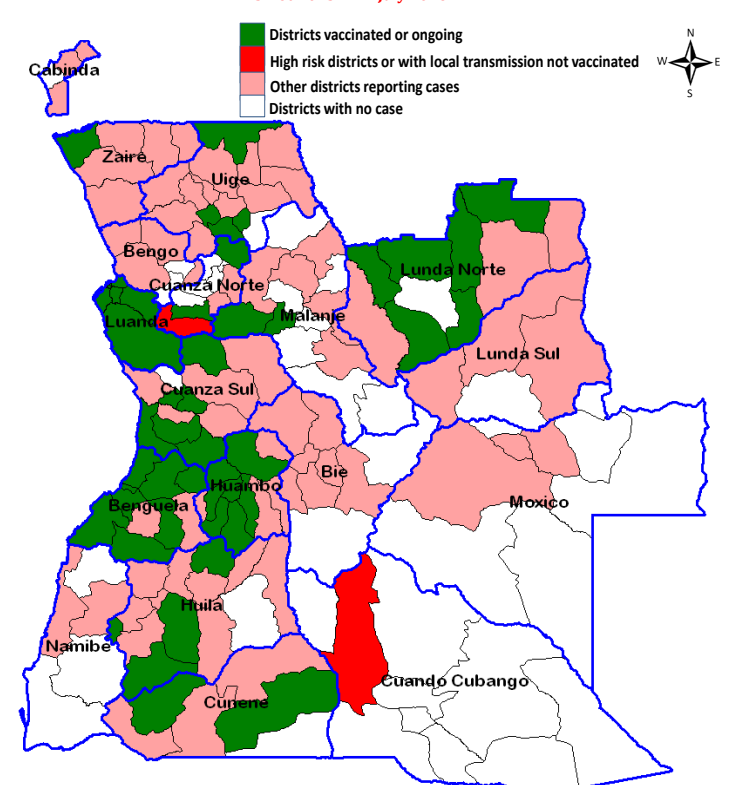 Districts vaccinated or ongoing
High risk districts or with local transmission not vaccinated
Other districts reporting cases
Districts with no case
N
W
E
S
Cabinda
Zaire
Uige
Bengo
Cuanza Norte
Lunda Norte
Luanda
Malanje
Lunda Sul
Cuanza Sul
Bie
Huambo
Benguela
Moxico
Huila
Namibe
Cuando Cubango
Cunene